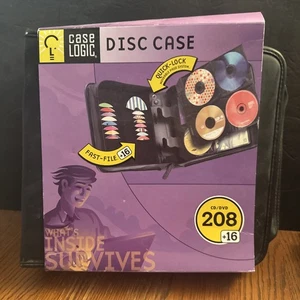 case
LOGIC
DISC CASE
QUICK-LOCK
FAST-FILE +16
CD/DVD
208
+16
WHAT'S
INSIDE
SURVIVES